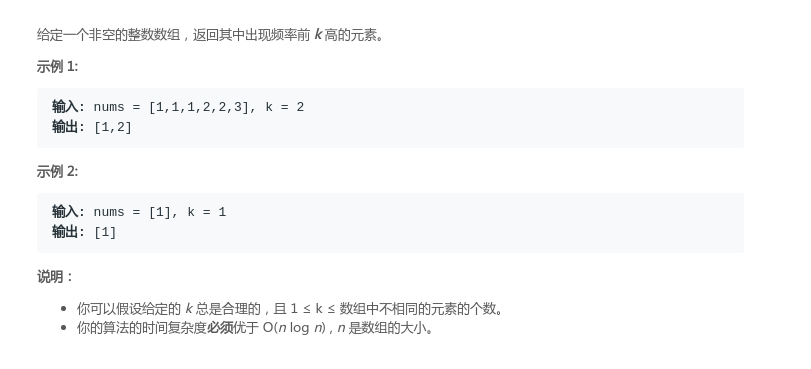 给定一个非空的整数数组，返回其中出现频率前 k 高的元素。
示例 1:
输入: nums = [1,1,1,2,2,3], k = 2
输出: [1,2]
示例 2:
输入: nums = [1], k = 1
输出: [1]
说明：
• 你可以假设给定的 k 总是合理的，且 1 ≤ k ≤ 数组中不相同的元素的个数。
• 你的算法的时间复杂度必须优于 O(n log n) , n 是数组的大小。